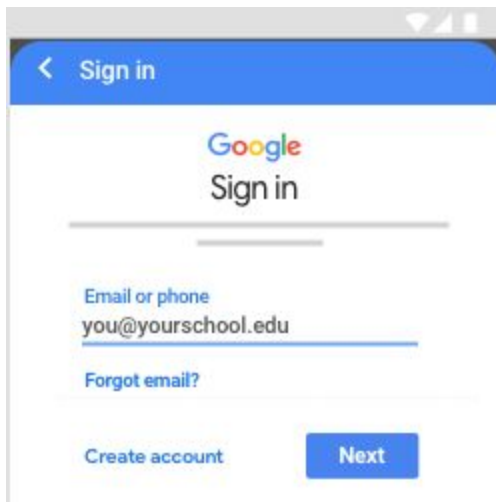 Sign in
Google
Sign in
Email or phone
you@yourschool.edu
Forgot email?
Create account Next